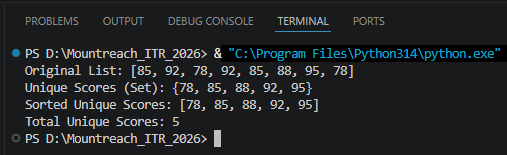 PROBLEMS OUTPUT DEBUG CONSOLE TERMINAL PORTS
PS D:\Mountreach_ITR_2026> & "C:\Program Files\Python314\python.exe"
Original List: [85, 92, 78, 92, 85, 88, 95, 78]
Unique Scores (Set): {78, 85, 88, 92, 95}
Sorted Unique Scores: [78, 85, 88, 92, 95]
Total Unique Scores: 5
PS D:\Mountreach_ITR_2026>